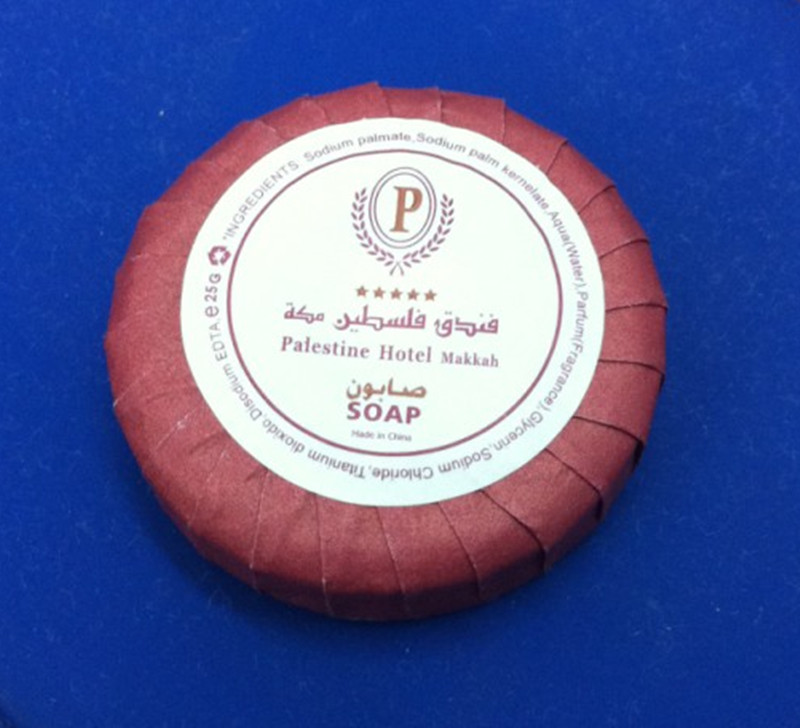 P
فندق فلسطين مكة
Palestine Hotel Makkah
صابون
SOAP
Made in China
*INGREDIENTS Sodium palmate,Sodium palm kernelate,Aqua(Water),Parfum(Fragrance),Glycerin,Sodium Chloride,Titanium dioxide,Disodium EDTA,℮25G